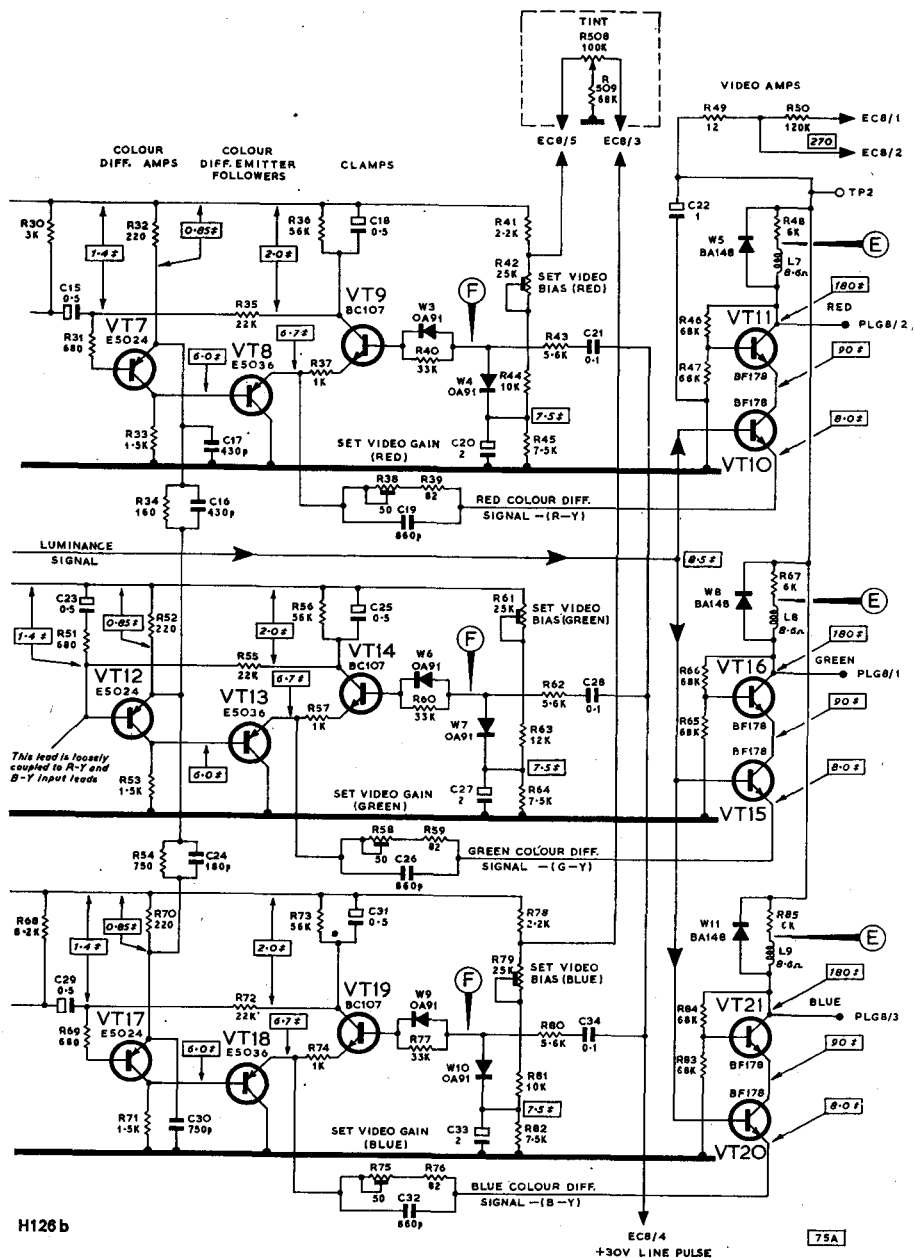 TINT
R508
100K
R
509
68K
VIDEO AMPS
R49
12
R50
120K
EC8/1
270
EC8/2
EC8/5
EC8/3
COLOUR
DIFF. AMPS
COLOUR
DIFF. EMITTER
FOLLOWERS
CLAMPS
TP2
R30
3K
R32
220
0·85‡
1·4‡
2·0‡
R36
56K
C18
0·5
R41
2·2K
C22
1
R48
6K
W5
BA148
E
L7
8·6Ω
R42
25K
SET VIDEO
BIAS (RED)
C15
0·5
R35
22K
VT9
BC107
F
W3
OA91
180‡
RED
PLG8/2
R31
680
VT7
E5024
6·0‡
VT8
E5036
6·7‡
R37
1K
R40
33K
R43
5·6K
C21
0·1
R46
68K
VT11
BF178
W4
OA91
R44
10K
R47
68K
90‡
BF178
7·5‡
8·0‡
R33
1·5K
C17
430p
SET VIDEO GAIN
(RED)
C20
2
R45
7·5K
VT10
R34
160
C16
430p
R38
50
R39
82
C19
860p
RED COLOUR DIFF.
SIGNAL —(R-Y)
LUMINANCE
SIGNAL
8·5‡
C23
0·5
R52
220
0·85‡
1·4‡
2·0‡
R56
56K
C25
0·5
R61
25K
SET VIDEO
BIAS(GREEN)
W8
BA148
R67
6K
E
L8
8·6Ω
R51
680
R55
22K
VT14
BC107
F
W6
OA91
180‡
GREEN
PLG8/1
VT12
E5024
VT13
E5036
6·7‡
R57
1K
R60
33K
R62
5·6K
C28
0·1
R66
68K
VT16
BF178
W7
OA91
R63
12K
R65
68K
90‡
This lead is loosely
coupled to R-Y and
B-Y input leads
6·0‡
7·5‡
BF178
8·0‡
R53
1·5K
SET VIDEO GAIN
(GREEN)
C27
2
R64
7·5K
VT15
R54
750
C24
180p
R58
50
R59
82
C26
860p
GREEN COLOUR DIFF.
SIGNAL —(G-Y)
R68
8·2K
R70
220
0·85‡
1·4‡
2·0‡
R73
56K
C31
0·5
R78
2·2K
W11
BA148
R85
6K
E
L9
8·6Ω
R79
25K
SET VIDEO
BIAS (BLUE)
C29
0·5
R72
22K
VT19
BC107
F
W9
OA91
180‡
BLUE
PLG8/3
R69
680
VT17
E5024
6·0‡
VT18
E5036
6·7‡
R74
1K
R77
33K
R80
5·6K
C34
0·1
R84
68K
VT21
BF178
W10
OA91
R81
10K
R83
68K
90‡
BF178
7·5‡
8·0‡
R71
1·5K
C30
750p
SET VIDEO GAIN
(BLUE)
C33
2
R82
7·5K
VT20
R75
50
R76
82
C32
860p
BLUE COLOUR DIFF.
SIGNAL —(B-Y)
H126b
EC8/4
+30V LINE PULSE
75A